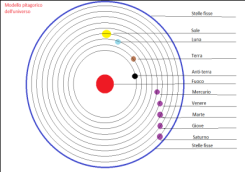 Modello pitagorico
dell'universo
Stelle fisse
Sole
Luna
Terra
Anti-terra
Fuoco
Mercurio
Venere
Marte
Giove
Saturno
Stelle fisse